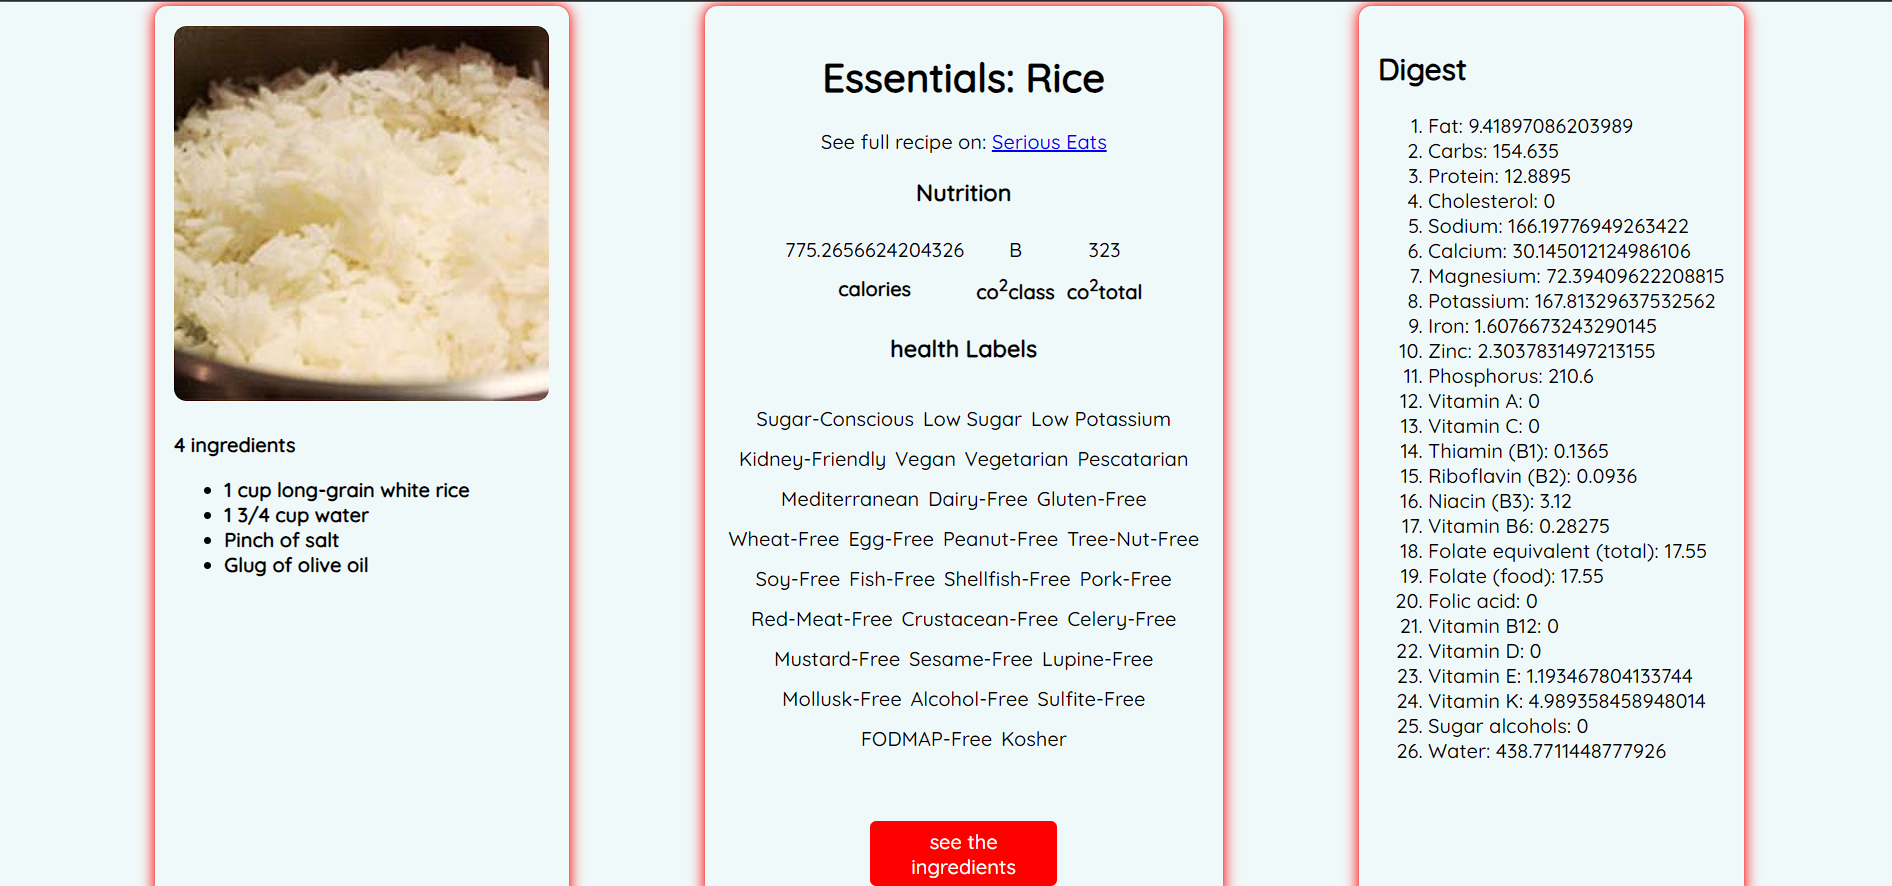 4 ingredients
• 1 cup long-grain white rice
• 1 3/4 cup water
• Pinch of salt
• Glug of olive oil
Essentials: Rice
See full recipe on: Serious Eats
Nutrition
775.2656624204326 B 323
calories co²class co²total
health Labels
Sugar-Conscious Low Sugar Low Potassium
Kidney-Friendly Vegan Vegetarian Pescatarian
Mediterranean Dairy-Free Gluten-Free
Wheat-Free Egg-Free Peanut-Free Tree-Nut-Free
Soy-Free Fish-Free Shellfish-Free Pork-Free
Red-Meat-Free Crustacean-Free Celery-Free
Mustard-Free Sesame-Free Lupine-Free
Mollusk-Free Alcohol-Free Sulfite-Free
FODMAP-Free Kosher
see the
ingredients
Digest
1. Fat: 9.41897086203989
2. Carbs: 154.635
3. Protein: 12.8895
4. Cholesterol: 0
5. Sodium: 166.19776949263422
6. Calcium: 30.145012124986106
7. Magnesium: 72.39409622208815
8. Potassium: 167.81329637532562
9. Iron: 1.6076673243290145
10. Zinc: 2.3037831497213155
11. Phosphorus: 210.6
12. Vitamin A: 0
13. Vitamin C: 0
14. Thiamin (B1): 0.1365
15. Riboflavin (B2): 0.0936
16. Niacin (B3): 3.12
17. Vitamin B6: 0.28275
18. Folate equivalent (total): 17.55
19. Folate (food): 17.55
20. Folic acid: 0
21. Vitamin B12: 0
22. Vitamin D: 0
23. Vitamin E: 1.193467804133744
24. Vitamin K: 4.989358458948014
25. Sugar alcohols: 0
26. Water: 438.7711448777926